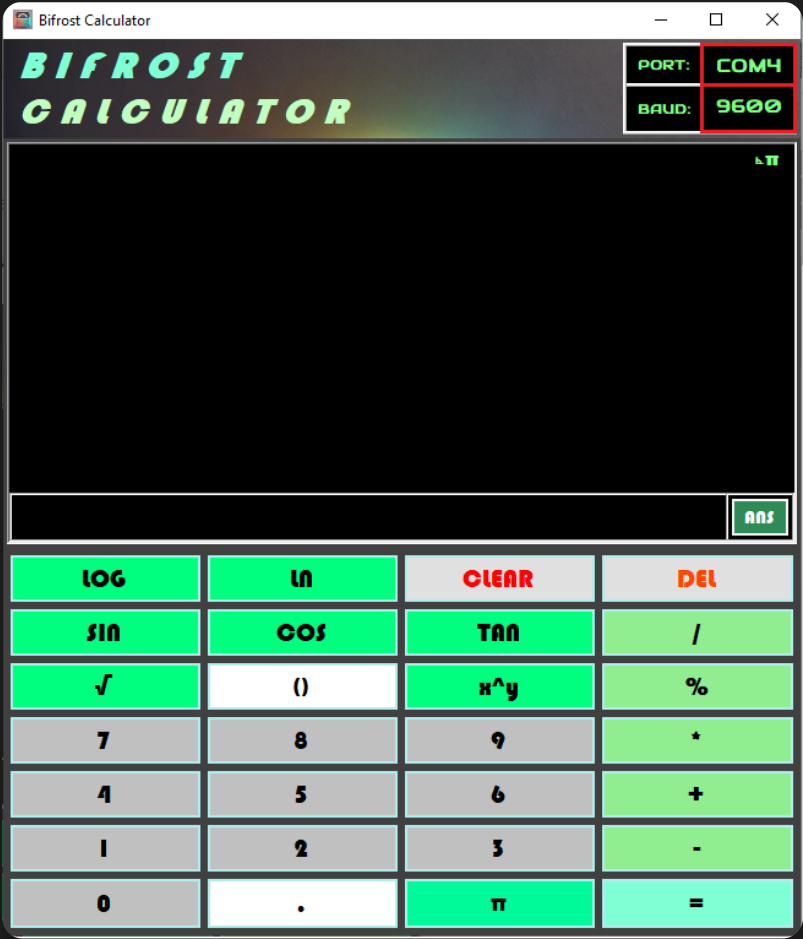 Bifrost Calculator
BIFROST
CALCULATOR
PORT: COM4
BAUD: 9600
π
ANS
LOG LN CLEAR DEL
SIN COS TAN /
√ () x^y %
7 8 9 *
4 5 6 +
1 2 3 -
0 . π =